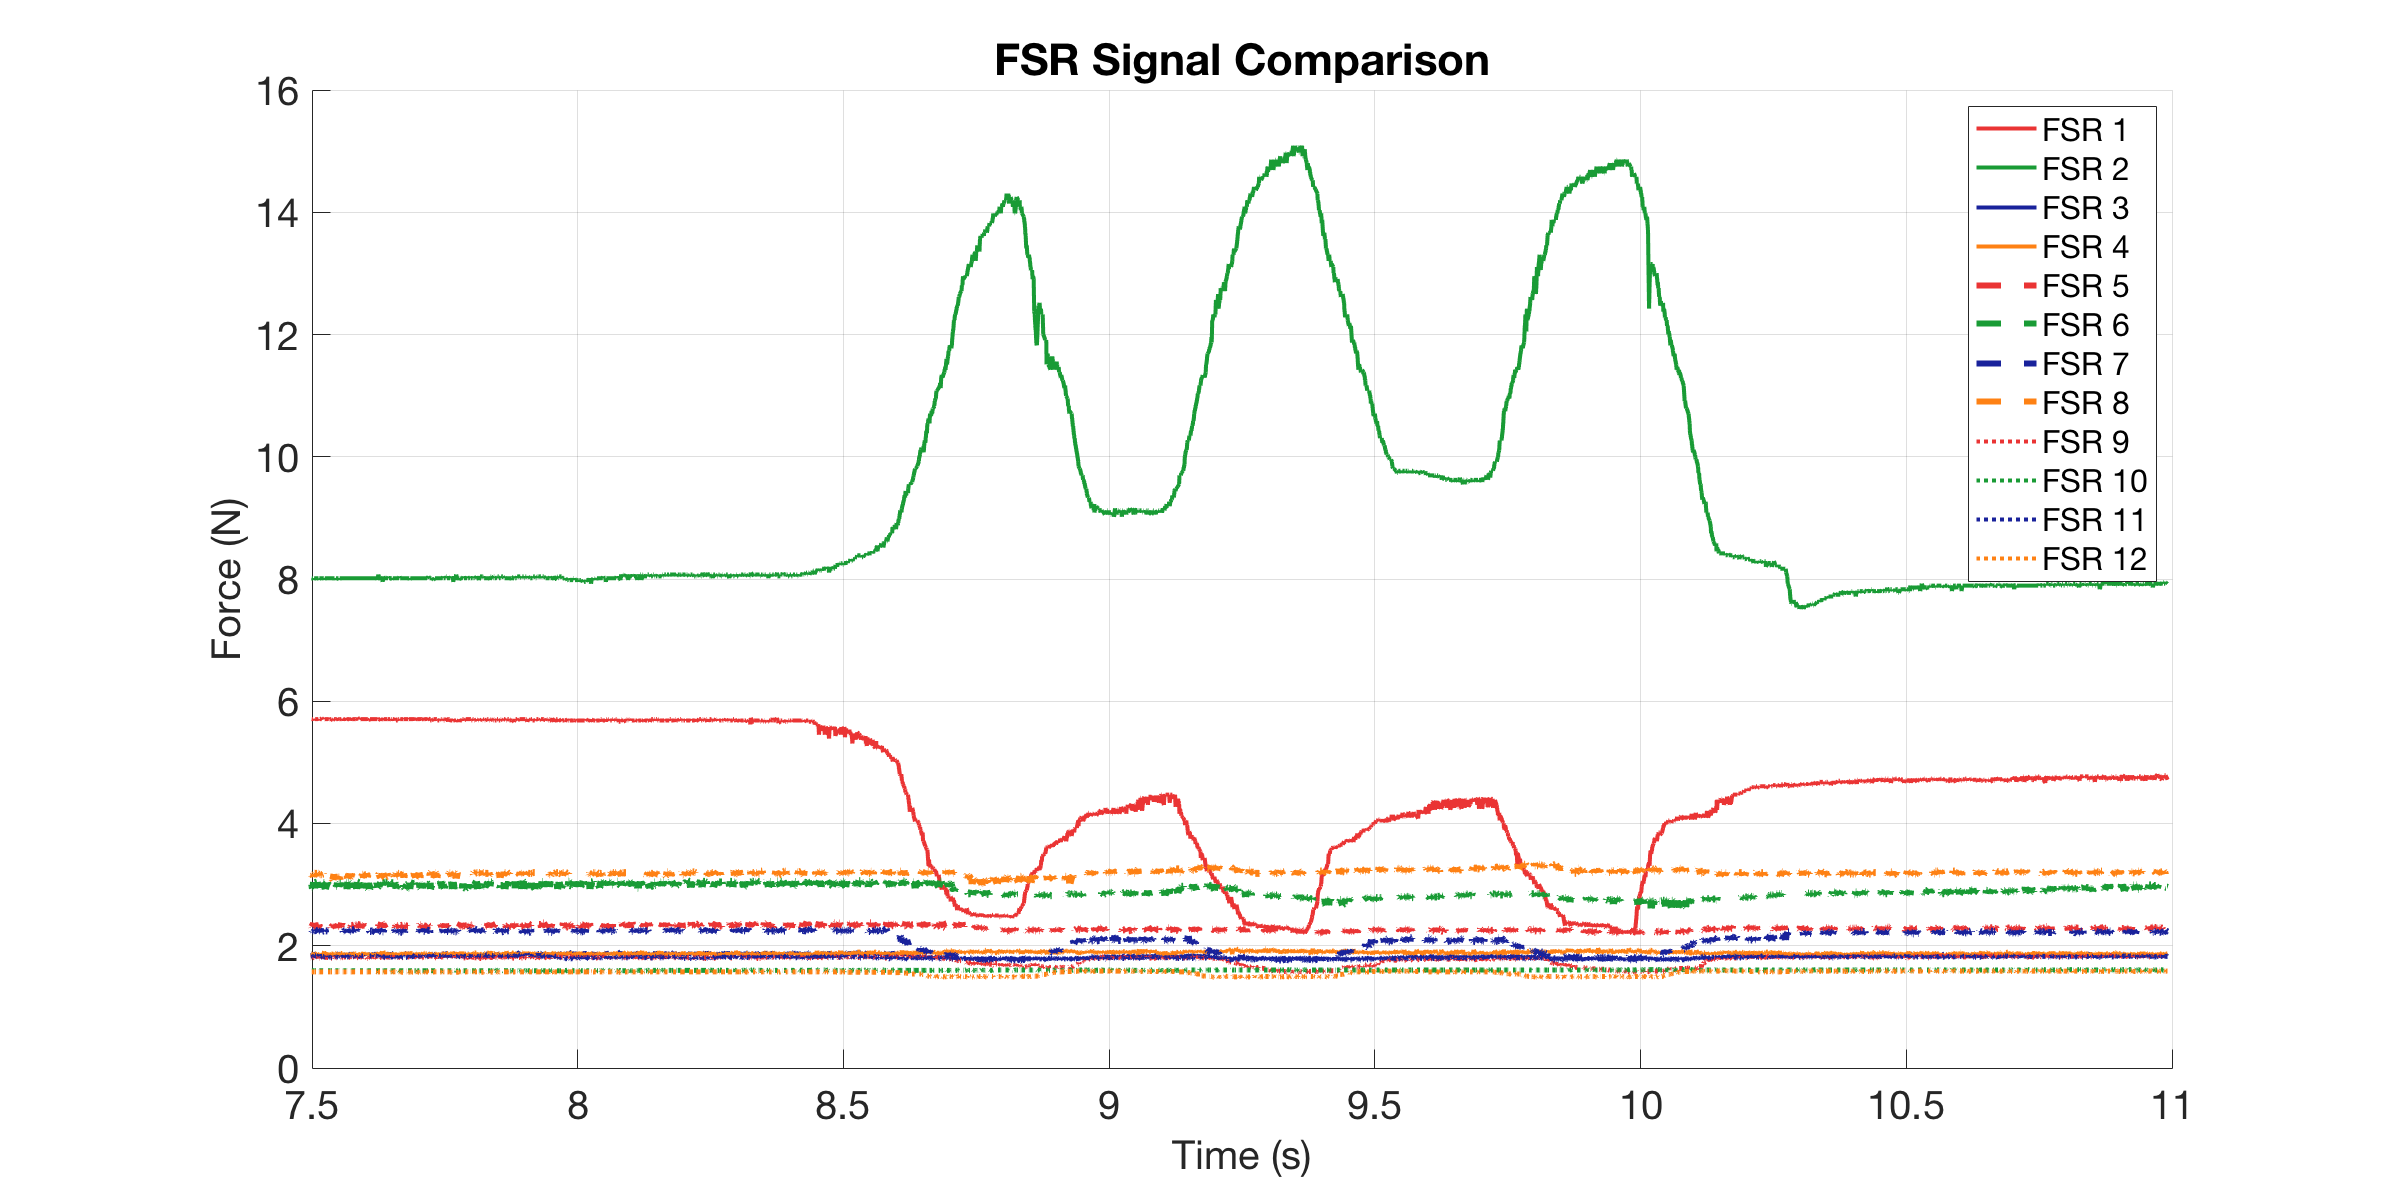 FSR Signal Comparison
16
14
12
10
8
6
4
2
0
Force (N)
7.5 8 8.5 9 9.5 10 10.5 11
Time (s)
FSR 1
FSR 2
FSR 3
FSR 4
FSR 5
FSR 6
FSR 7
FSR 8
FSR 9
FSR 10
FSR 11
FSR 12